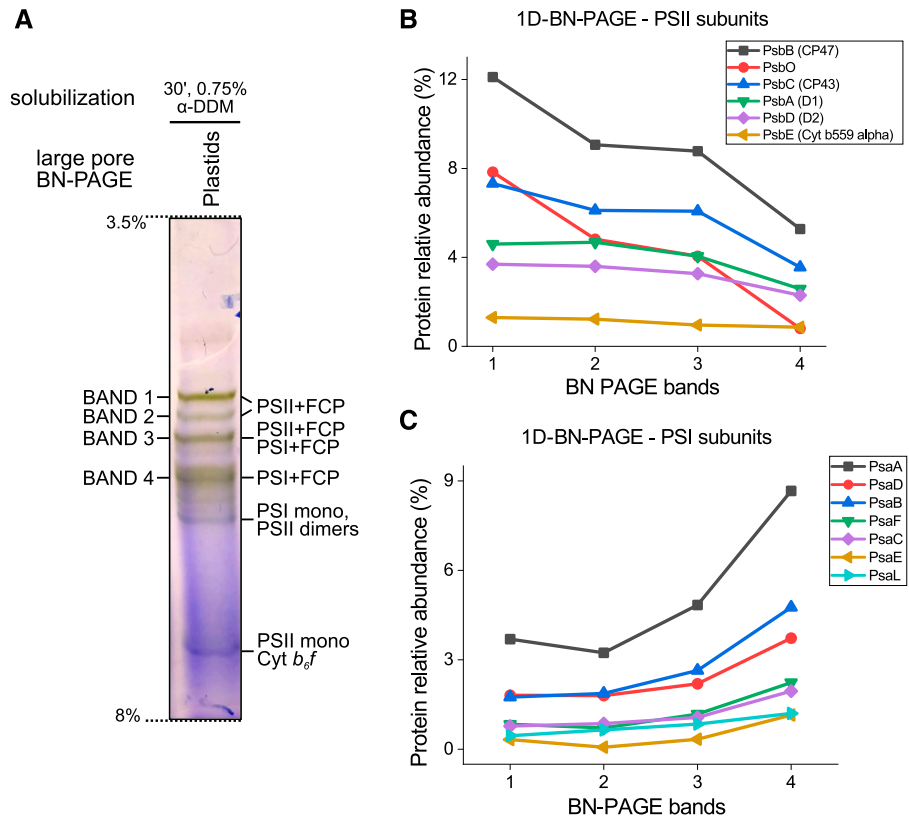 A
solubilization
30', 0.75%
α-DDM
large pore
BN-PAGE
Plastids
3.5%
BAND 1
BAND 2
BAND 3
BAND 4
PSII+FCP
PSII+FCP
PSI+FCP
PSI+FCP
PSI mono,
PSII dimers
PSII mono
Cyt b₆f
8%
B
1D-BN-PAGE - PSII subunits
PsbB (CP47)
PsbO
PsbC (CP43)
PsbA (D1)
PsbD (D2)
PsbE (Cyt b559 alpha)
Protein relative abundance (%)
12
8
4
0
1 2 3 4
BN PAGE bands
C
1D-BN-PAGE - PSI subunits
PsaA
PsaD
PsaB
PsaF
PsaC
PsaE
PsaL
Protein relative abundance (%)
9
6
3
0
1 2 3 4
BN-PAGE bands